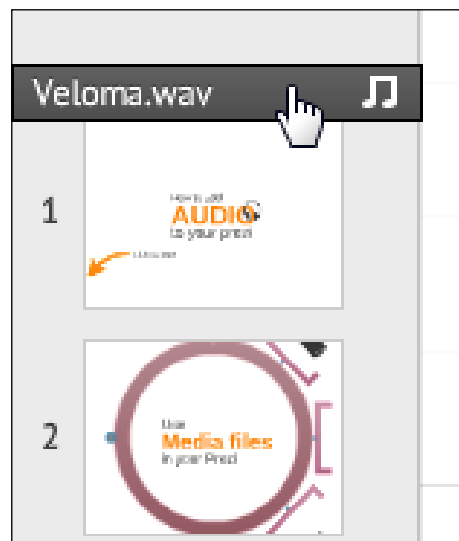 Veloma.wav
1
How to add
AUDIO
to your prezi
2
Use
Media files
in your Prezi